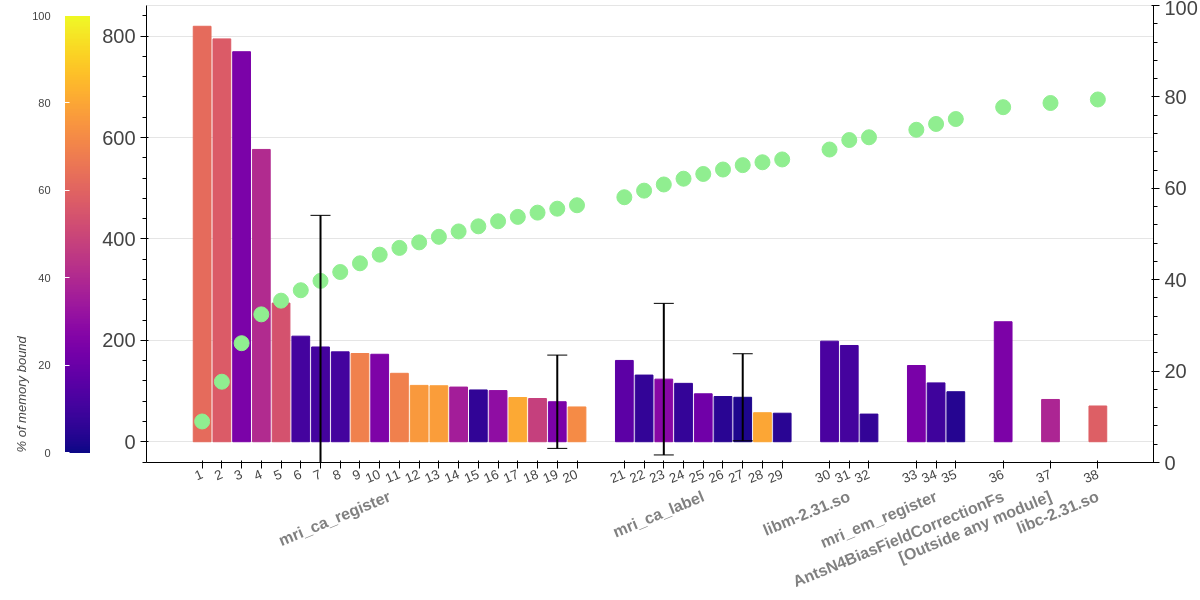 100
80
60
40
20
0
% of memory bound
800
600
400
200
0
100
80
60
40
20
0
1 2 3 4 5 6 7 8 9 10 11 12 13 14 15 16 17 18 19 20 21 22 23 24 25 26 27 28 29 30 31 32 33 34 35 36 37 38
mri_ca_register
mri_ca_label
libm-2.31.so
mri_em_register
AntsN4BiasFieldCorrectionFs
[Outside any module]
libc-2.31.so